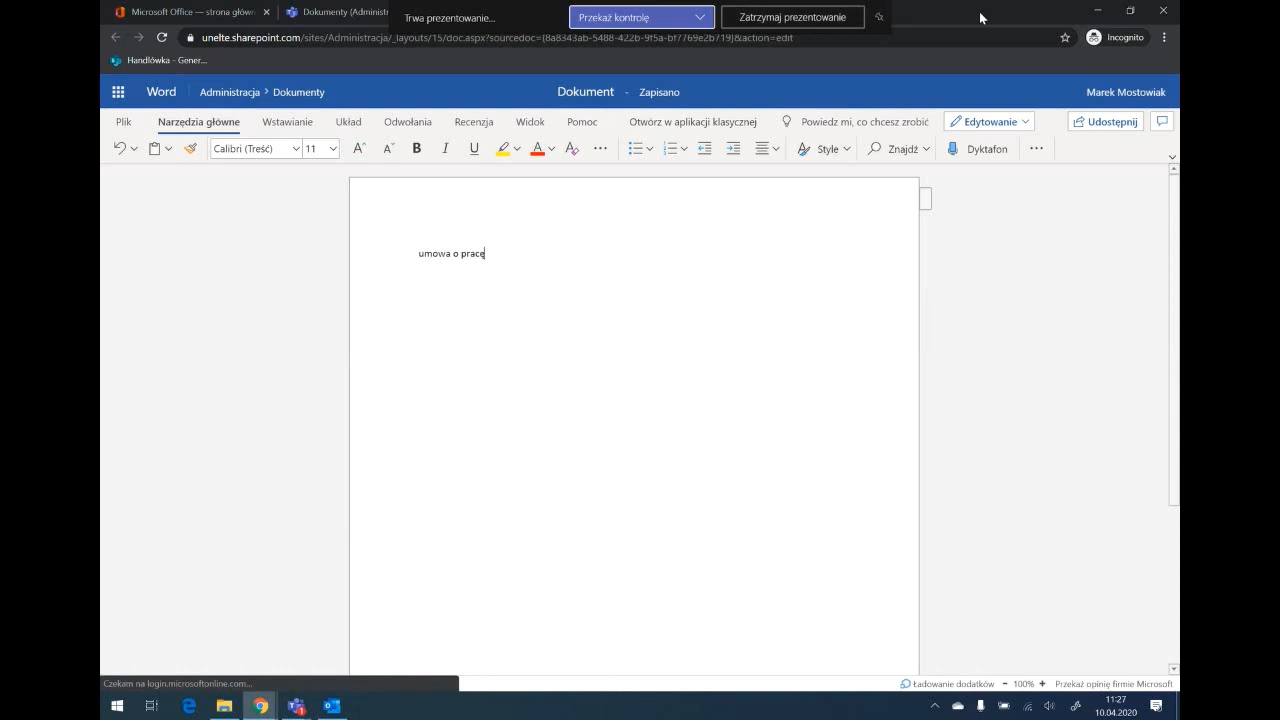 Microsoft Office — strona główn
Dokumenty (Administr
Trwa prezentowanie...
Przekaż kontrolę
Zatrzymaj prezentowanie
unelte.sharepoint.com/sites/Administracja/_layouts/15/doc.aspx?sourcedoc={8a8343ab-5488-422b-9f5a-bf7769e2b719}&action=edit
Incognito
Handlówka - Gener...
Word
Administracja > Dokumenty
Dokument - Zapisano
Marek Mostowiak
Plik
Narzędzia główne
Wstawianie
Układ
Odwołania
Recenzja
Widok
Pomoc
Otwórz w aplikacji klasycznej
Powiedz mi, co chcesz zrobić
Edytowanie
Udostępnij
Calibri (Treść)
11
B
I
U
Style
Znajdź
Dyktafon
umowa o pracę
Czekam na login.microsoftonline.com...
Ładowanie dodatków
- 100% +
Przekaż opinię firmie Microsoft
11:27
10.04.2020